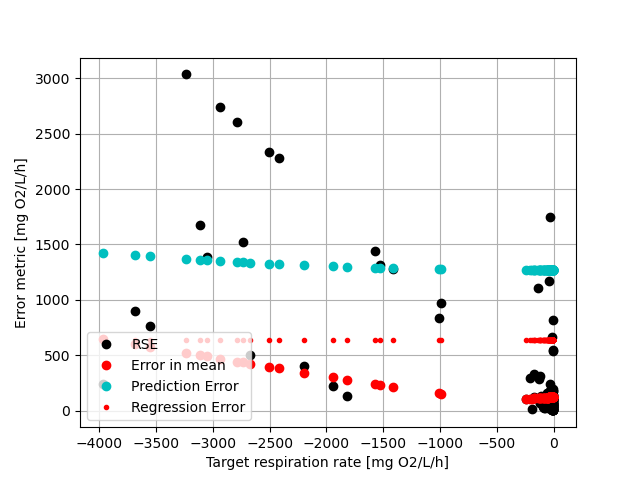 3000
2500
2000
1500
1000
500
0
Error metric [mg O2/L/h]
RSE
Error in mean
Prediction Error
Regression Error
−4000 −3500 −3000 −2500 −2000 −1500 −1000 −500 0
Target respiration rate [mg O2/L/h]